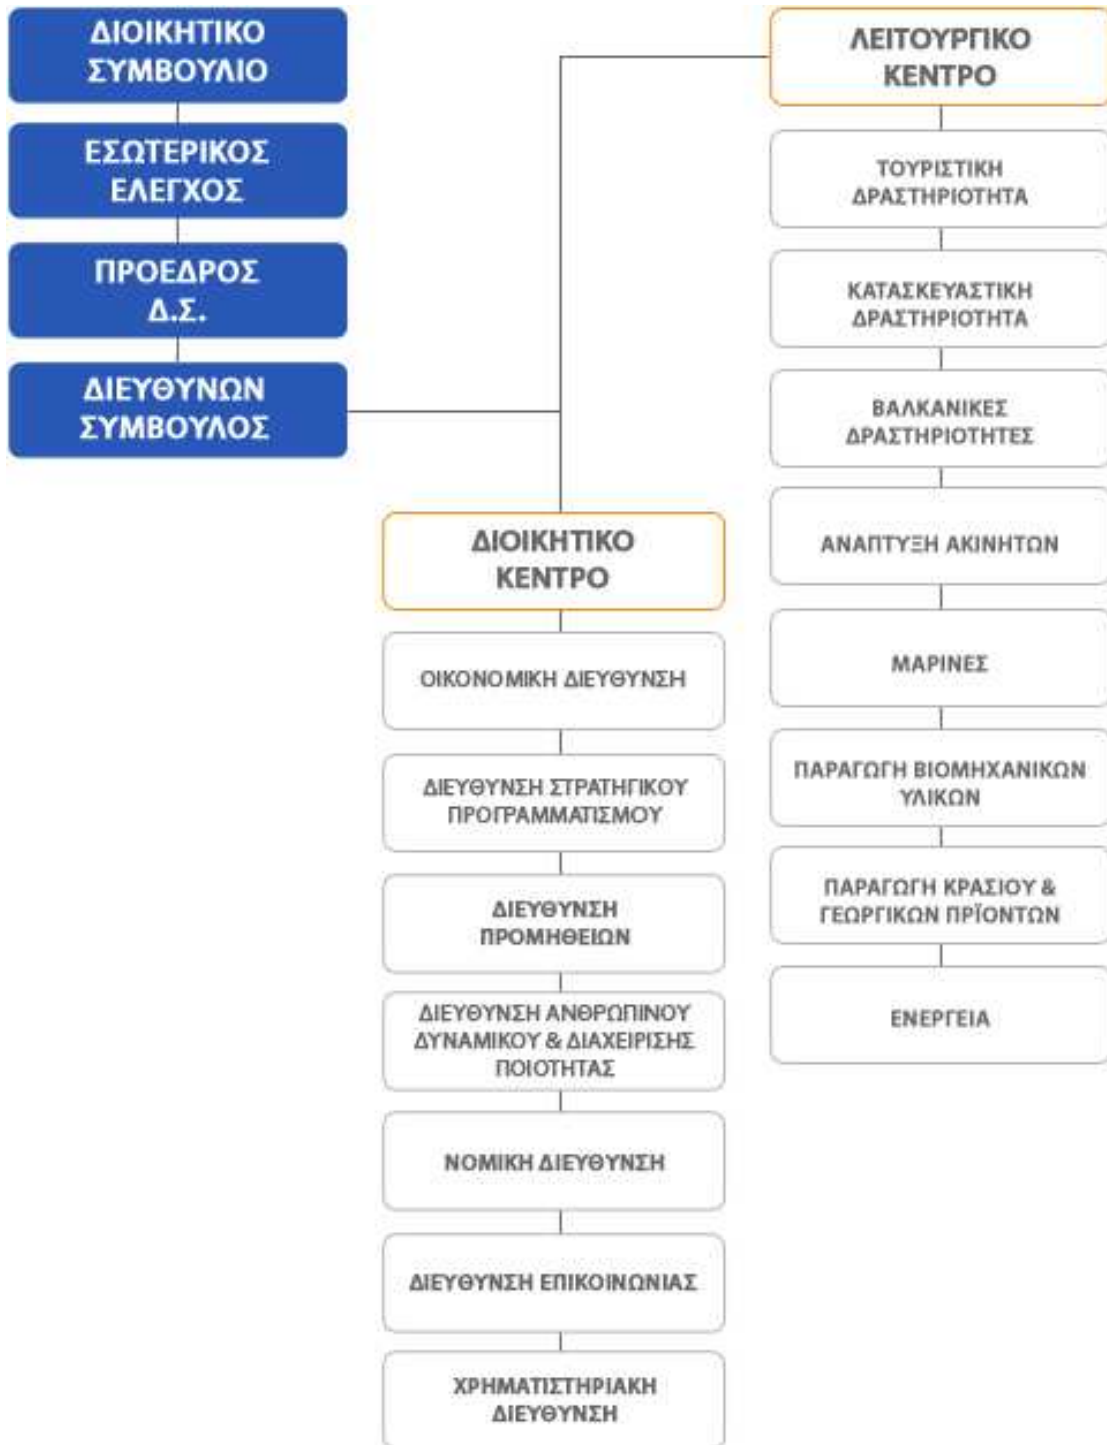 ΔΙΟΙΚΗΤΙΚΟ
ΣΥΜΒΟΥΛΙΟ
ΕΣΩΤΕΡΙΚΟΣ
ΕΛΕΓΧΟΣ
ΠΡΟΕΔΡΟΣ
Δ.Σ.
ΔΙΕΥΘΥΝΩΝ
ΣΥΜΒΟΥΛΟΣ
ΔΙΟΙΚΗΤΙΚΟ
ΚΕΝΤΡΟ
ΟΙΚΟΝΟΜΙΚΗ ΔΙΕΥΘΥΝΣΗ
ΔΙΕΥΘΥΝΣΗ ΣΤΡΑΤΗΓΙΚΟΥ
ΠΡΟΓΡΑΜΜΑΤΙΣΜΟΥ
ΔΙΕΥΘΥΝΣΗ
ΠΡΟΜΗΘΕΙΩΝ
ΔΙΕΥΘΥΝΣΗ ΑΝΘΡΩΠΙΝΟΥ
ΔΥΝΑΜΙΚΟΥ & ΔΙΑΧΕΙΡΙΣΗΣ
ΠΟΙΟΤΗΤΑΣ
ΝΟΜΙΚΗ ΔΙΕΥΘΥΝΣΗ
ΔΙΕΥΘΥΝΣΗ ΕΠΙΚΟΙΝΩΝΙΑΣ
ΧΡΗΜΑΤΙΣΤΗΡΙΑΚΗ
ΔΙΕΥΘΥΝΣΗ
ΛΕΙΤΟΥΡΓΙΚΟ
ΚΕΝΤΡΟ
ΤΟΥΡΙΣΤΙΚΗ
ΔΡΑΣΤΗΡΙΟΤΗΤΑ
ΚΑΤΑΣΚΕΥΑΣΤΙΚΗ
ΔΡΑΣΤΗΡΙΟΤΗΤΑ
ΒΑΛΚΑΝΙΚΕΣ
ΔΡΑΣΤΗΡΙΟΤΗΤΕΣ
ΑΝΑΠΤΥΞΗ ΑΚΙΝΗΤΩΝ
ΜΑΡΙΝΕΣ
ΠΑΡΑΓΩΓΗ ΒΙΟΜΗΧΑΝΙΚΩΝ
ΥΛΙΚΩΝ
ΠΑΡΑΓΩΓΗ ΚΡΑΣΙΟΥ &
ΓΕΩΡΓΙΚΩΝ ΠΡΪΟΝΤΩΝ
ΕΝΕΡΓΕΙΑ